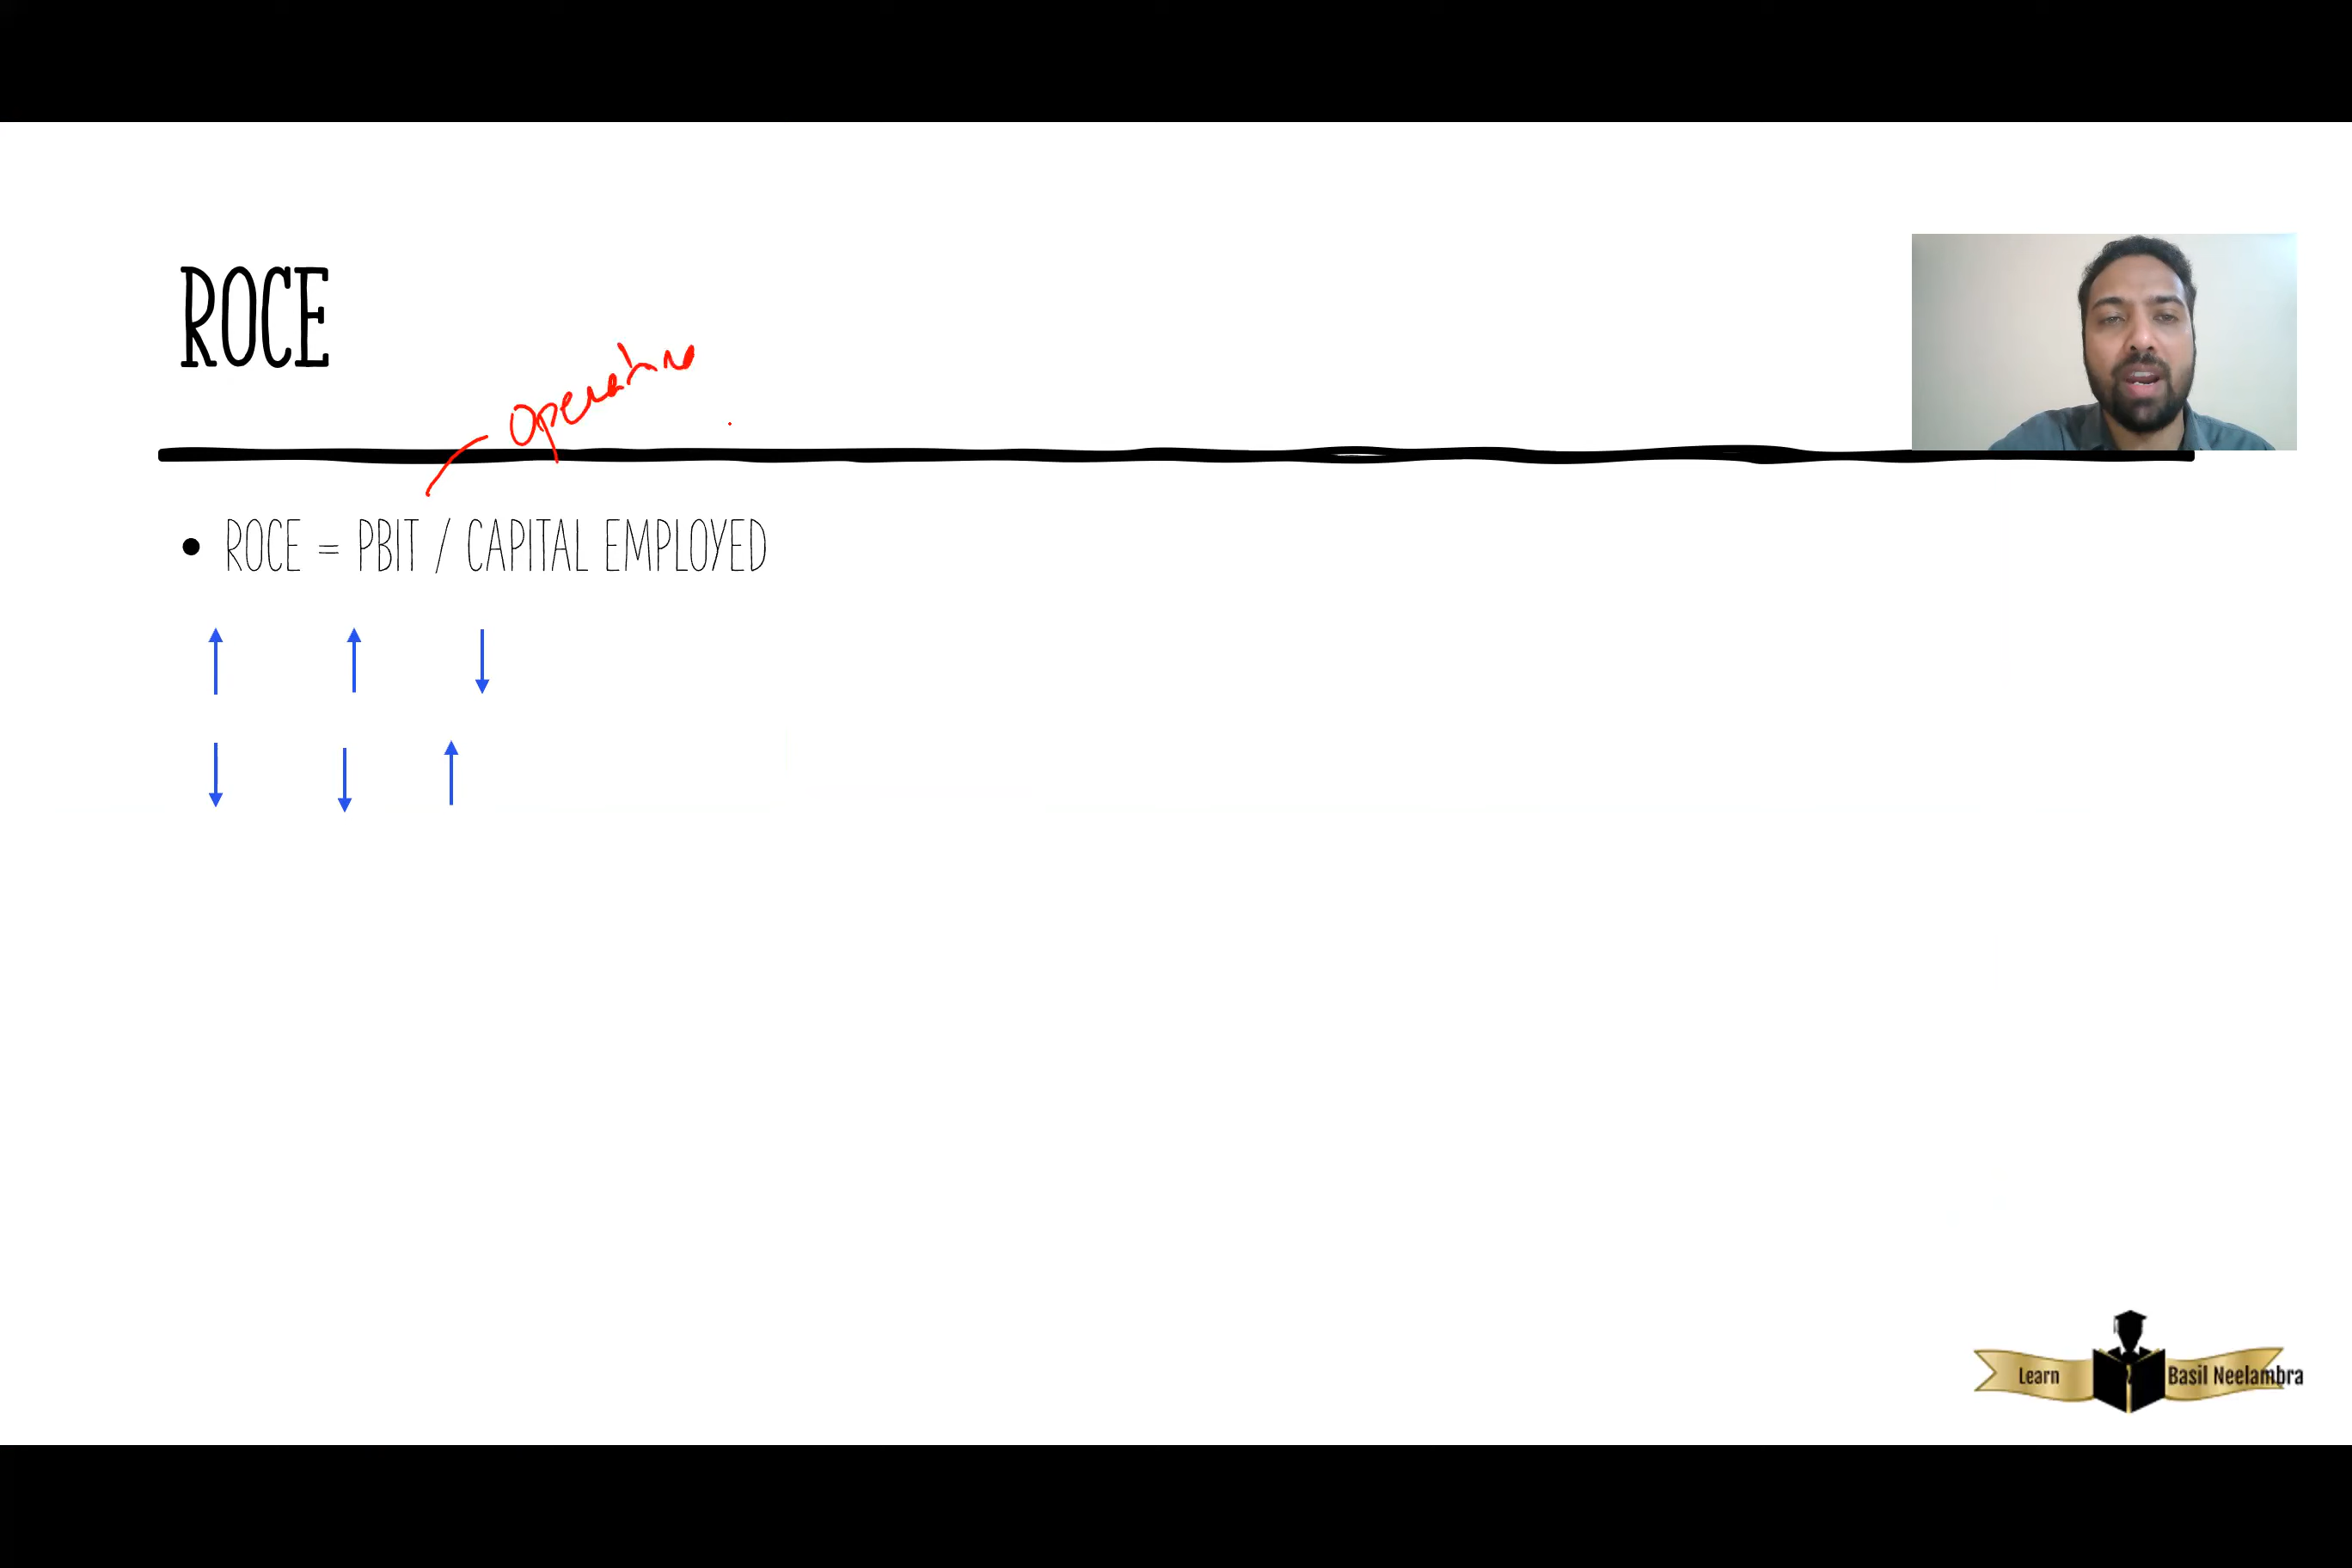 ROCE
Operating
• ROCE = PBIT / CAPITAL EMPLOYED
Learn Basil Neelambra